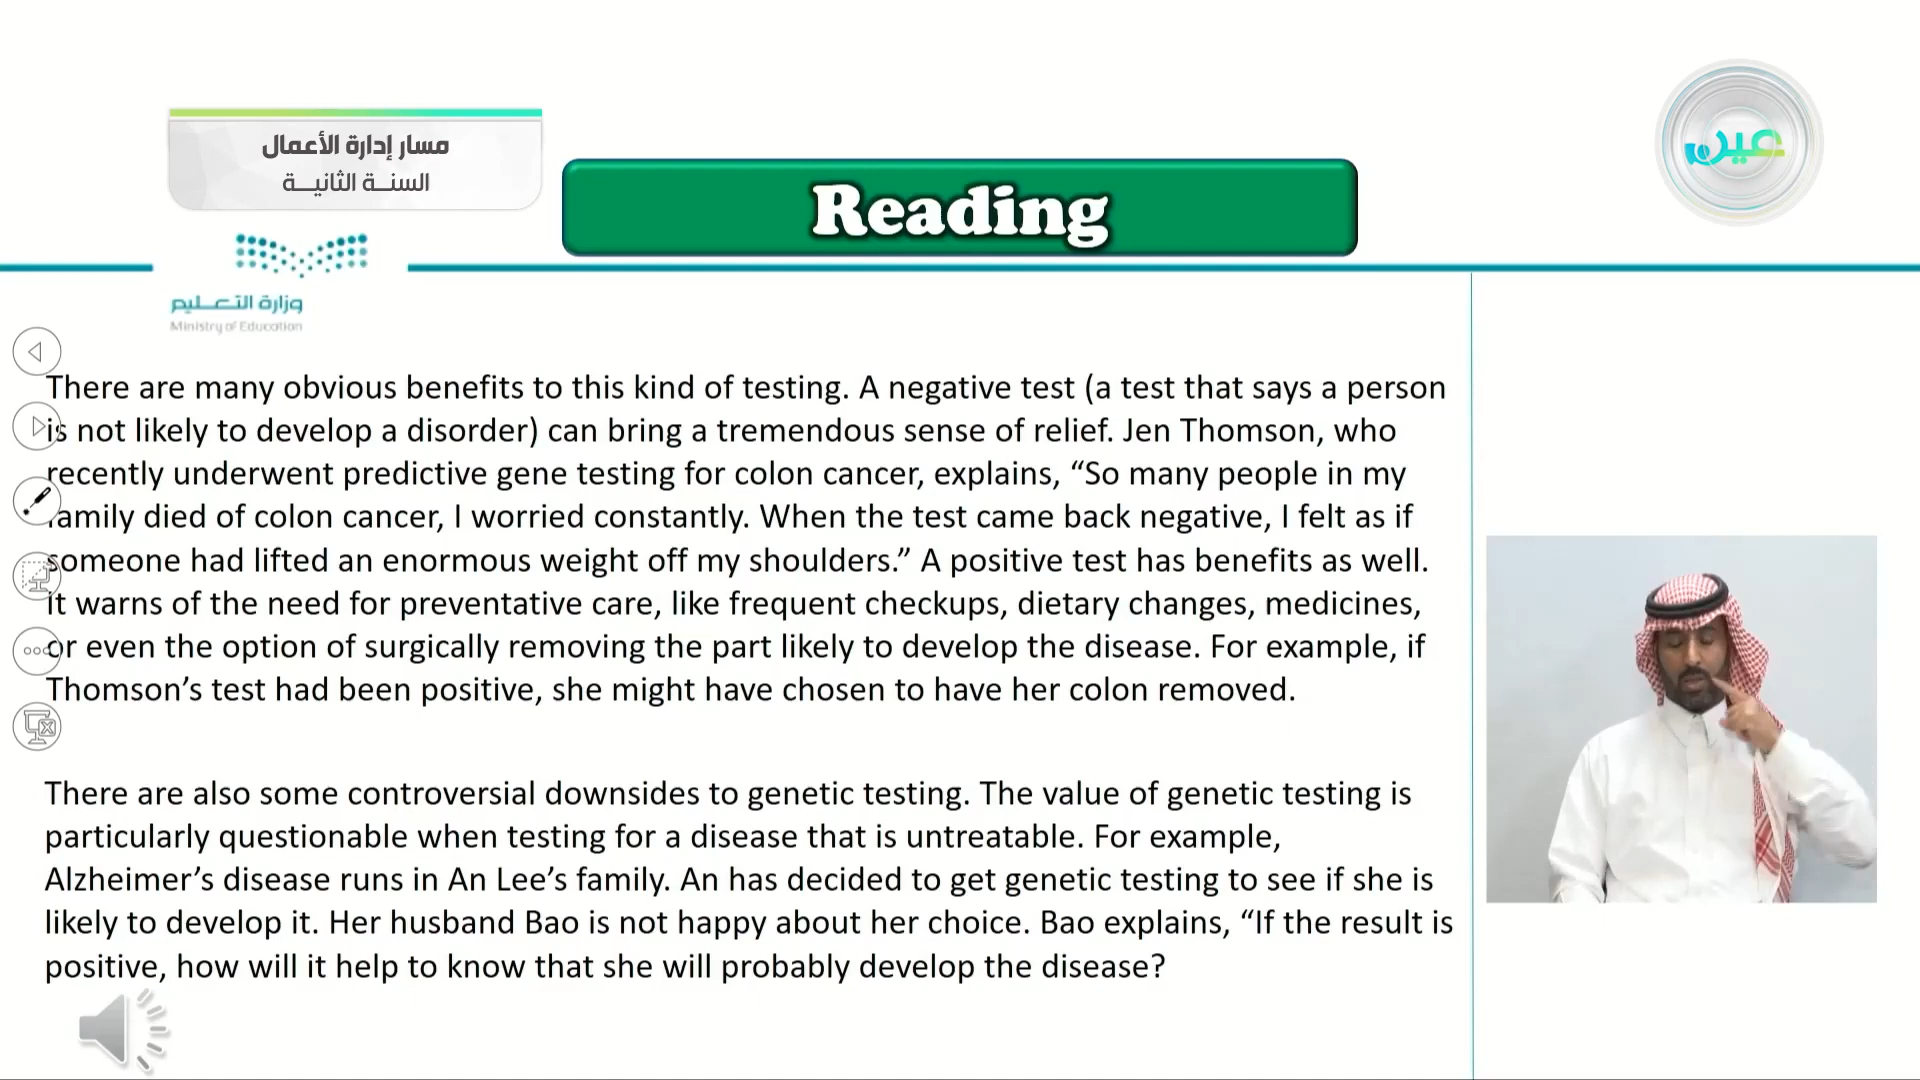 مسار إدارة الأعمال
السنة الثانية
عين
Reading
وزارة التعليم
Ministry of Education
There are many obvious benefits to this kind of testing. A negative test (a test that says a person
is not likely to develop a disorder) can bring a tremendous sense of relief. Jen Thomson, who
recently underwent predictive gene testing for colon cancer, explains, “So many people in my
family died of colon cancer, I worried constantly. When the test came back negative, I felt as if
someone had lifted an enormous weight off my shoulders.” A positive test has benefits as well.
It warns of the need for preventative care, like frequent checkups, dietary changes, medicines,
or even the option of surgically removing the part likely to develop the disease. For example, if
Thomson’s test had been positive, she might have chosen to have her colon removed.
There are also some controversial downsides to genetic testing. The value of genetic testing is
particularly questionable when testing for a disease that is untreatable. For example,
Alzheimer’s disease runs in An Lee’s family. An has decided to get genetic testing to see if she is
likely to develop it. Her husband Bao is not happy about her choice. Bao explains, “If the result is
positive, how will it help to know that she will probably develop the disease?